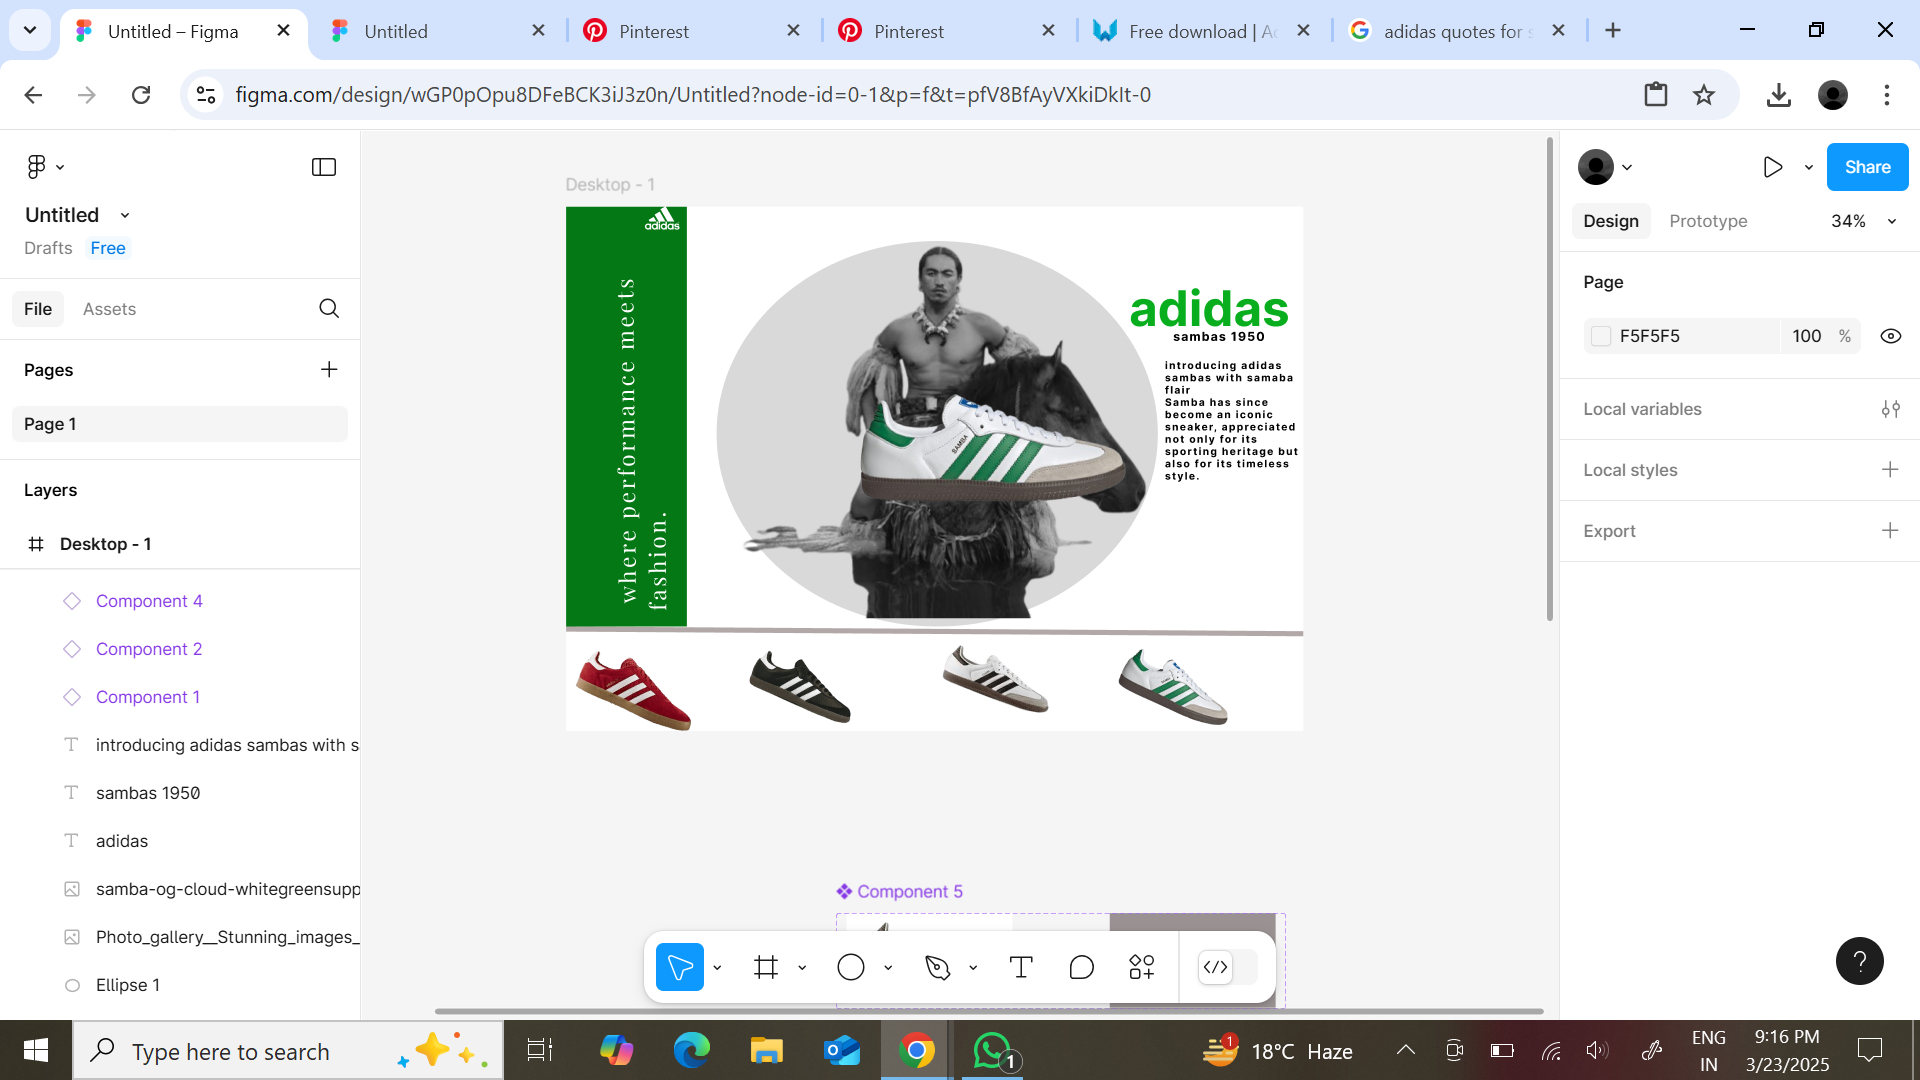 Untitled – Figma
Untitled
Pinterest
Pinterest
Free download | Ac
adidas quotes for s
figma.com/design/wGP0pOpu8DFeBCK3iJ3z0n/Untitled?node-id=0-1&p=f&t=pfV8BfAyVXkiDkIt-0
Untitled
Drafts Free
File Assets
Pages
Page 1
Layers
Desktop - 1
Component 4
Component 2
Component 1
introducing adidas sambas with s
sambas 1950
adidas
samba-og-cloud-whitegreensupp
Photo_gallery__Stunning_images_
Ellipse 1
Desktop - 1
adidas
where performance meets
fashion.
SAMBA
adidas
sambas 1950
introducing adidas
sambas with samaba
flair
Samba has since
become an iconic
sneaker, appreciated
not only for its
sporting heritage but
also for its timeless
style.
Component 5
Share
Design Prototype 34%
Page
F5F5F5 100 %
Local variables
Local styles
Export
?
Type here to search
1
1
18°C Haze
ENG
IN
9:16 PM
3/23/2025